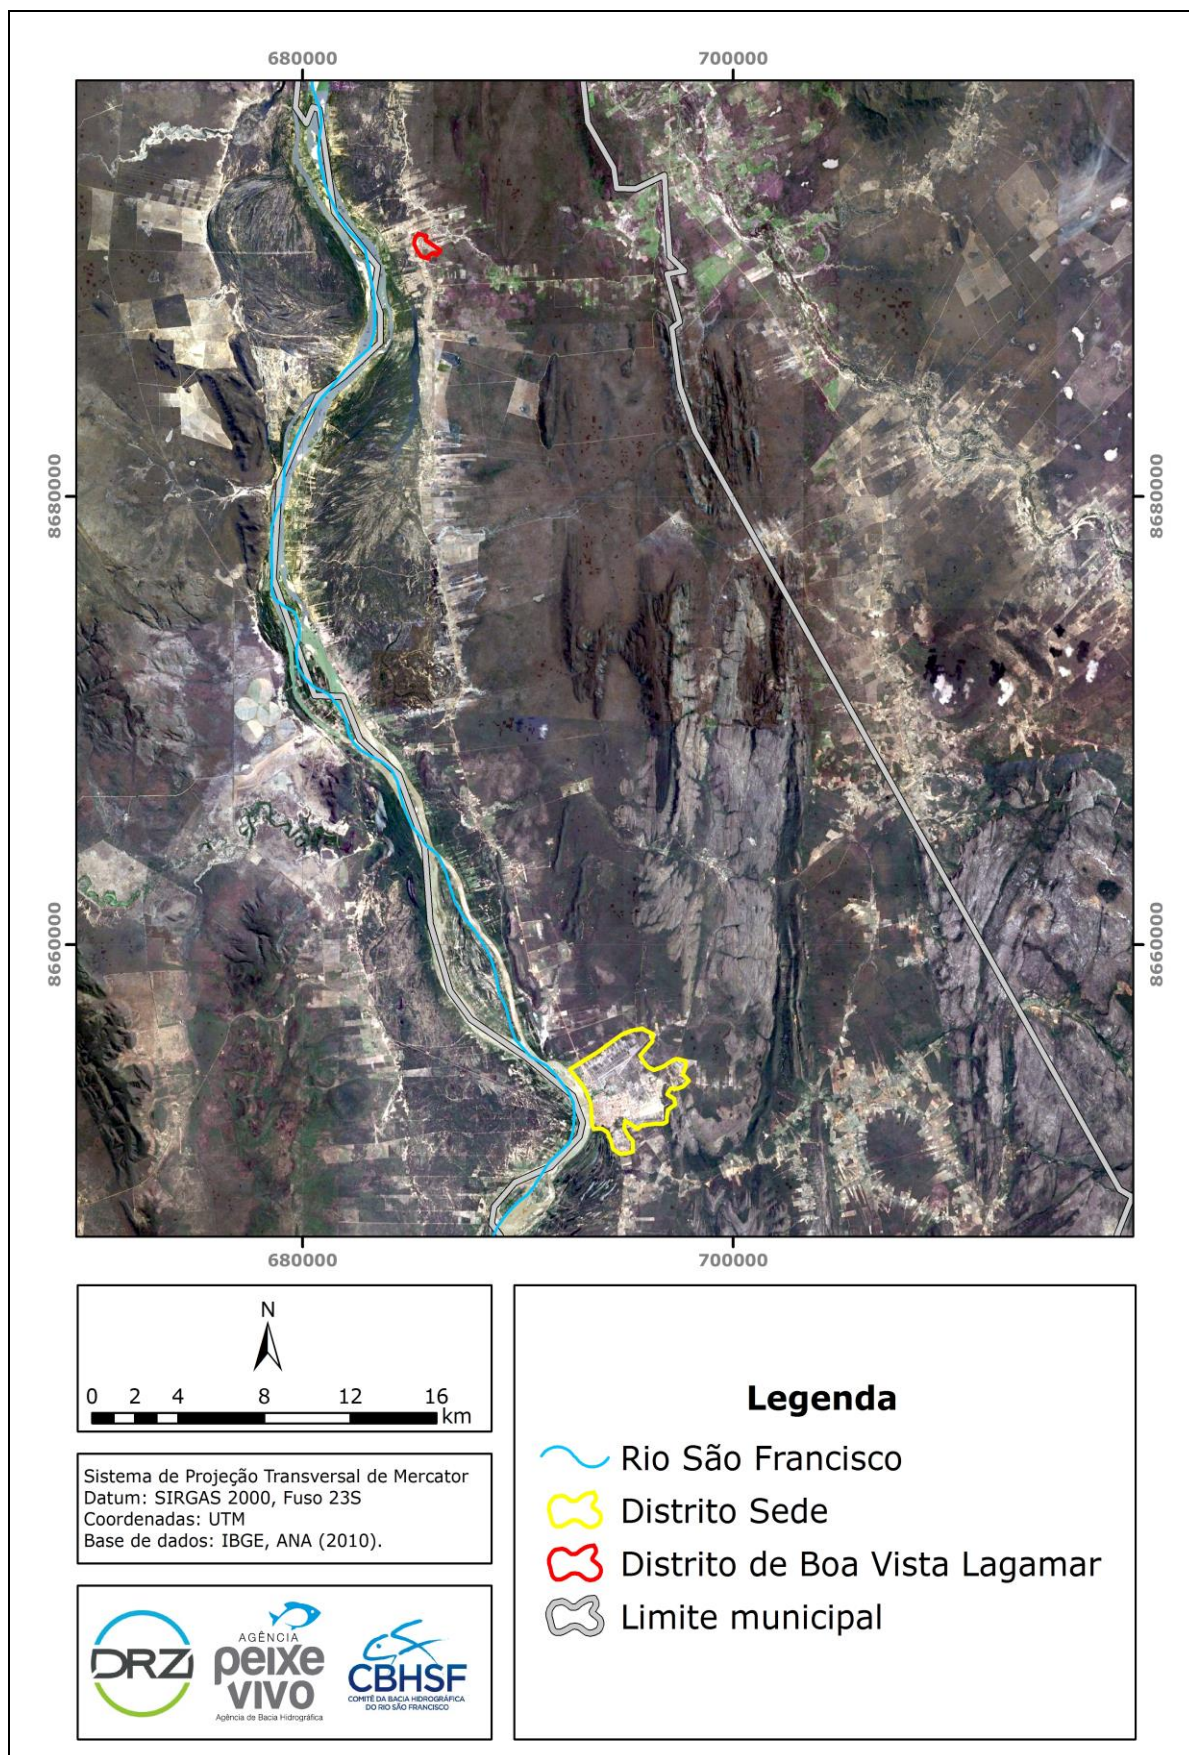 680000 700000
8680000 8680000
8660000 8660000
680000 700000
N
0 2 4 8 12 16
km
Sistema de Projeção Transversal de Mercator
Datum: SIRGAS 2000, Fuso 23S
Coordenadas: UTM
Base de dados: IBGE, ANA (2010).
DRZ
AGÊNCIA
peixe
vivo
Agência de Bacia Hidrográfica
CBHSF
COMITÊ DA BACIA HIDROGRÁFICA
DO RIO SÃO FRANCISCO
Legenda
Rio São Francisco
Distrito Sede
Distrito de Boa Vista Lagamar
Limite municipal